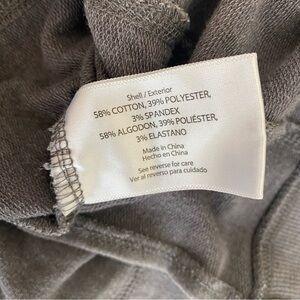 Shell / Exterior
58% COTTON, 39% POLYESTER,
3% SPANDEX
58% ALGODON, 39% POLIÉSTER,
3% ELASTANO
Made in China
Hecho en China
See reverse for care
Ver al reverso para cuidado